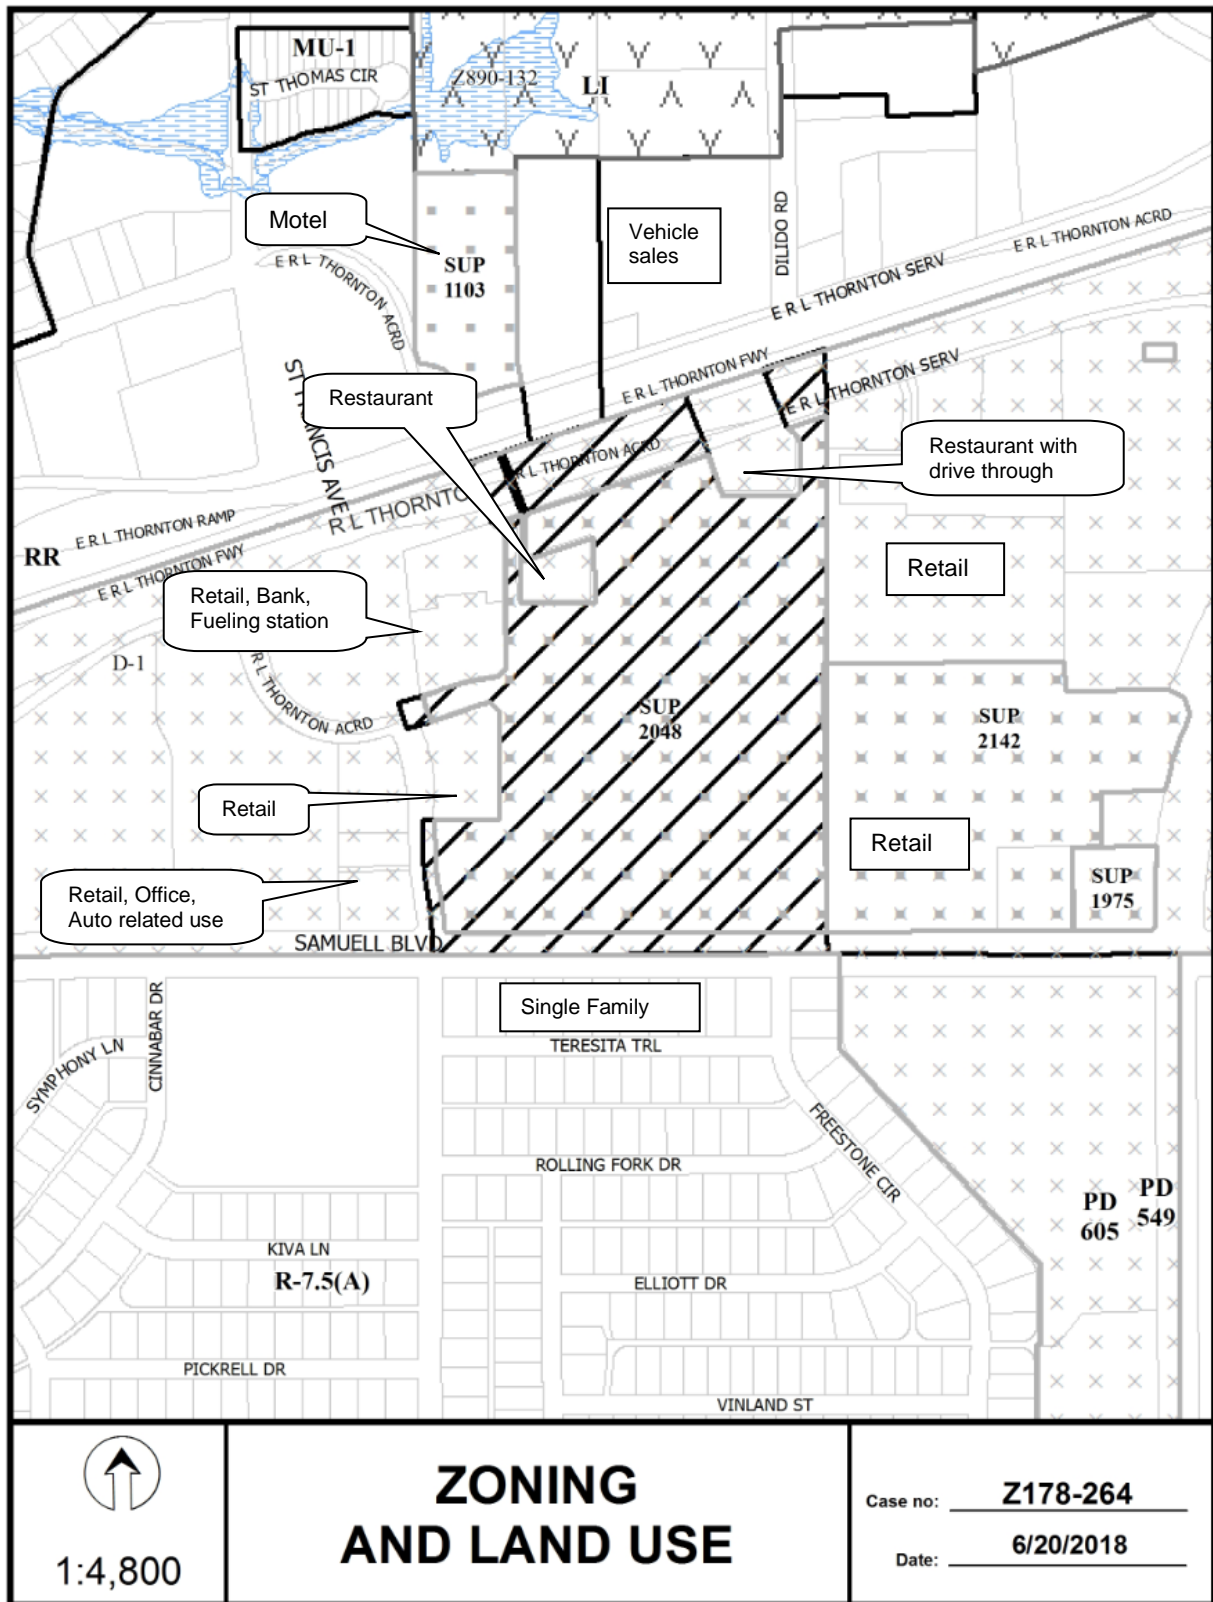 MU-1
ST THOMAS CIR
Z890-132
LI
Motel
SUP
1103
Vehicle
sales
DILIDO RD
E R L THORNTON ACRD
E R L THORNTON SERV
E R L THORNTON ACRD
E R L THORNTON FWY
E R L THORNTON SERV
ST FRANCIS AVE
Restaurant
R L THORNTON ACRD
Restaurant with
drive through
R L THORNTO
E R L THORNTON RAMP
RR
E R L THORNTON FWY
Retail
Retail, Bank,
Fueling station
D-1
R L THORNTON ACRD
SUP
2048
SUP
2142
Retail
Retail
SUP
1975
Retail, Office,
Auto related use
SAMUELL BLVD
Single Family
TERESITA TRL
SYMPHONY LN
CINNABAR DR
FREESTONE CIR
ROLLING FORK DR
PD
605
PD
549
KIVA LN
R-7.5(A)
ELLIOTT DR
PICKRELL DR
VINLAND ST
1:4,800
ZONING
AND LAND USE
Case no: Z178-264
Date: 6/20/2018